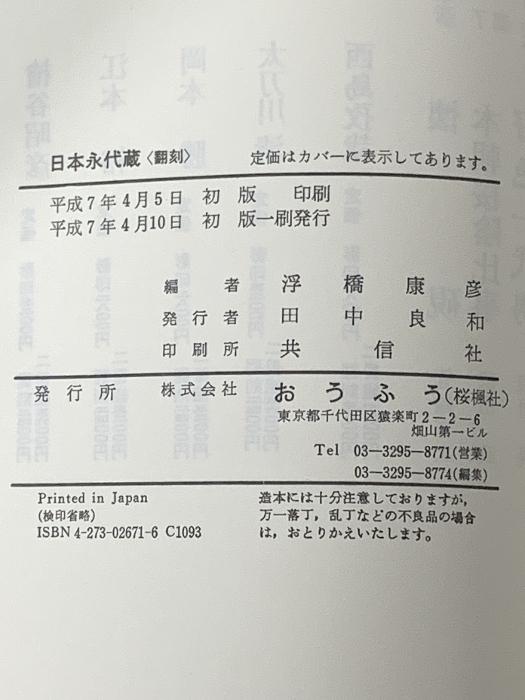 日本永代蔵〈翻刻〉 定価はカバーに表示してあります。
平成7年4月5日 初版 印刷
平成7年4月10日 初版一刷発行
編者 浮橋康彦
発行者 田中良和
印刷所 共信社
発行所 株式会社 おうふう(桜楓社)
東京都千代田区猿楽町2―2―6
畑山第一ビル
Tel 03―3295―8771(営業)
03―3295―8774(編集)
Printed in Japan
(検印省略)
ISBN 4-273-02671-6 C1093
造本には十分注意しておりますが,
万一落丁,乱丁などの不良品の場合
は,おとりかえいたします。